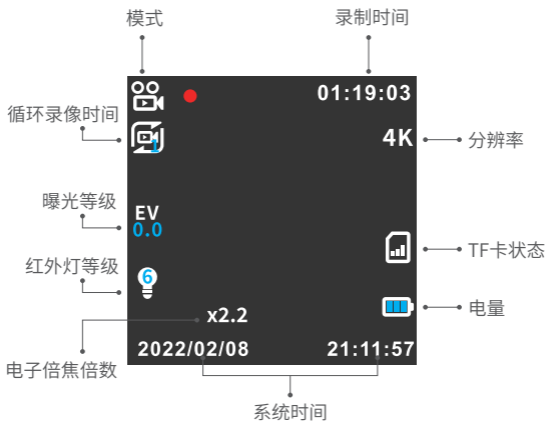 模式
录制时间
01:19:03
循环录像时间
1
4K
分辨率
曝光等级
EV
0.0
TF卡状态
红外灯等级
6
x2.2
电量
电子倍焦倍数
2022/02/08
21:11:57
系统时间